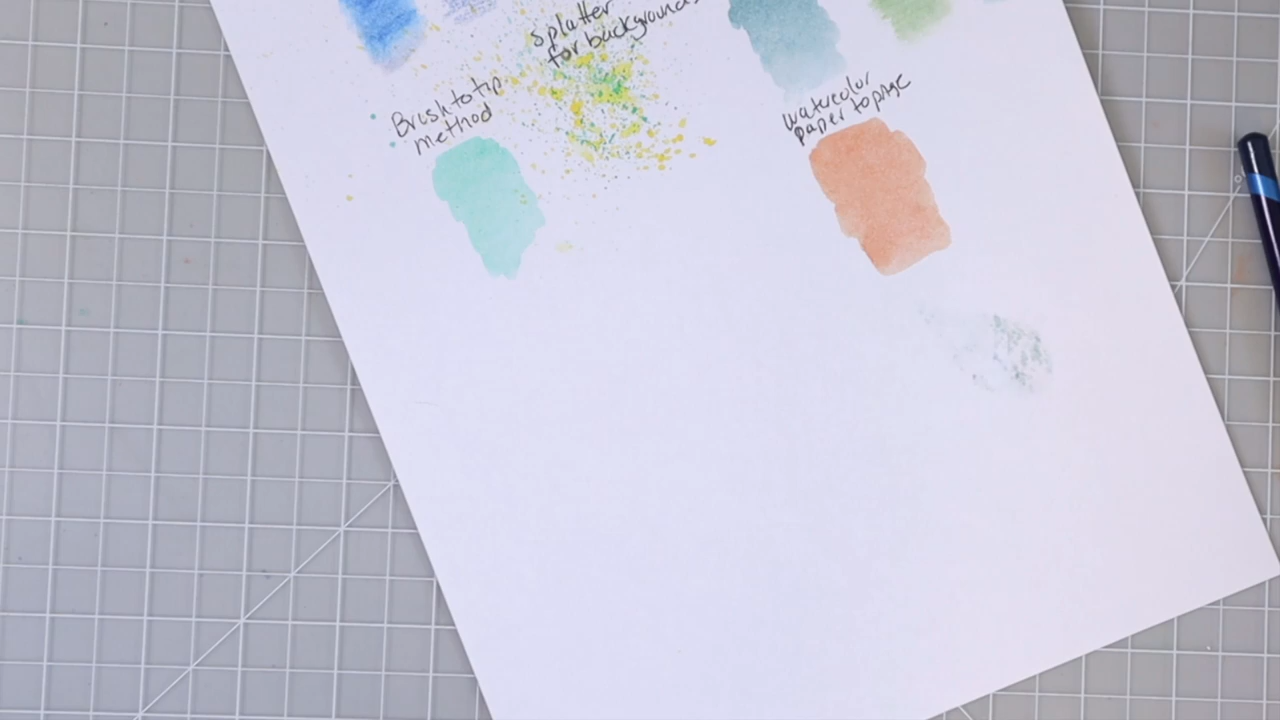 splatter
for backgrounds
Brush to tip
method
watercolor
paper to page